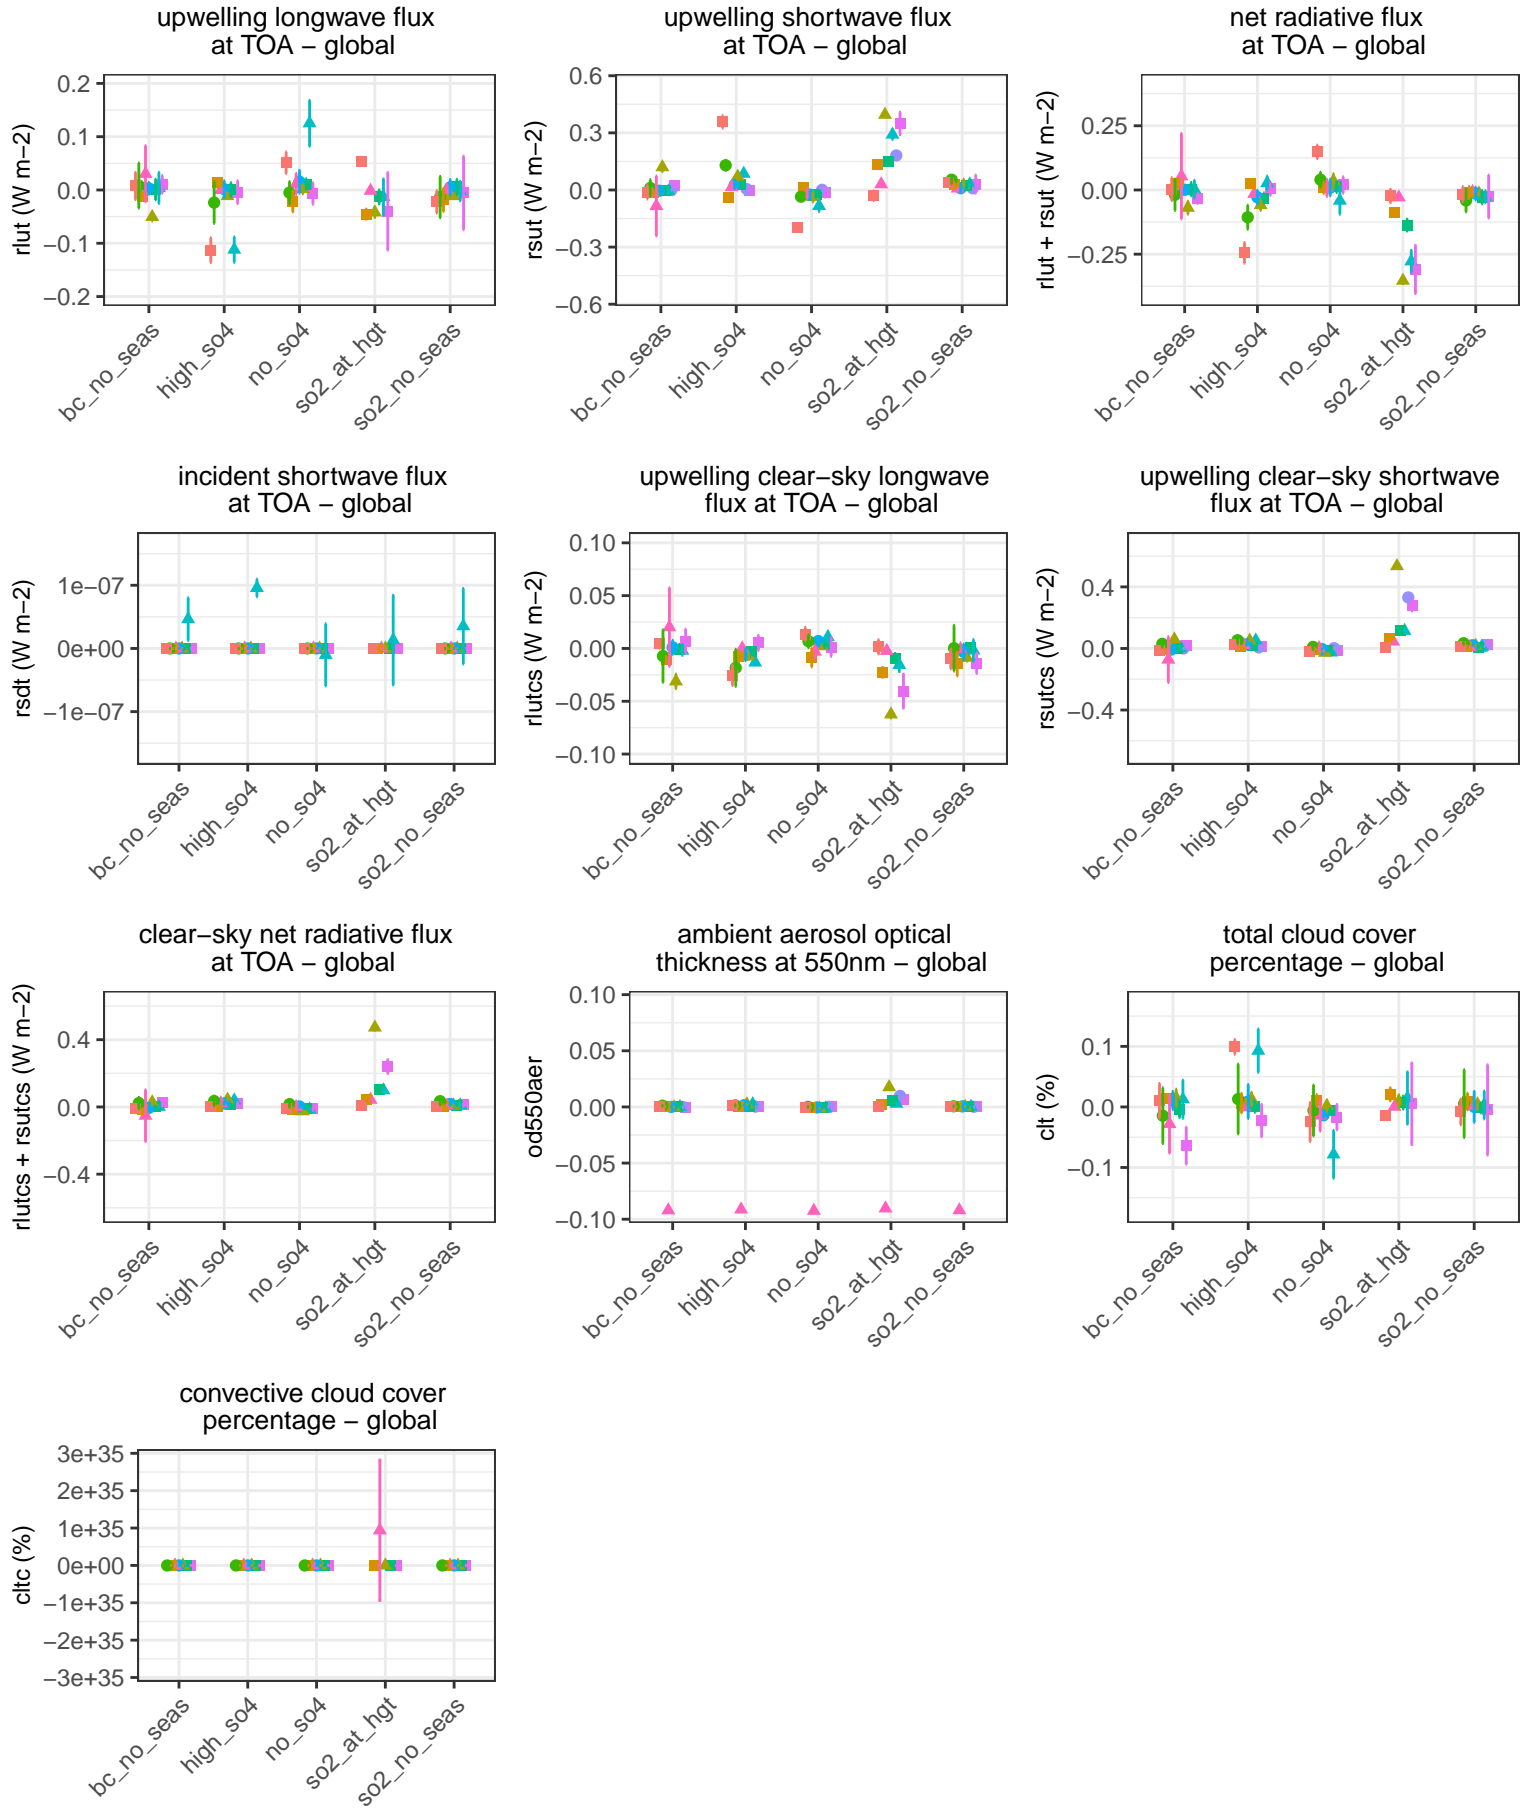 upwelling longwave flux
at TOA − global
rlut (W m−2)
0.2
0.1
0.0
−0.1
−0.2
bc_no_seas
high_so4
no_so4
so2_at_hgt
so2_no_seas
upwelling shortwave flux
at TOA − global
rsut (W m−2)
0.6
0.3
0.0
−0.3
−0.6
bc_no_seas
high_so4
no_so4
so2_at_hgt
so2_no_seas
net radiative flux
at TOA − global
rlut + rsut (W m−2)
0.25
0.00
−0.25
bc_no_seas
high_so4
no_so4
so2_at_hgt
so2_no_seas
incident shortwave flux
at TOA − global
rsdt (W m−2)
1e−07
0e+00
−1e−07
bc_no_seas
high_so4
no_so4
so2_at_hgt
so2_no_seas
upwelling clear−sky longwave
flux at TOA − global
rlutcs (W m−2)
0.10
0.05
0.00
−0.05
−0.10
bc_no_seas
high_so4
no_so4
so2_at_hgt
so2_no_seas
upwelling clear−sky shortwave
flux at TOA − global
rsutcs (W m−2)
0.4
0.0
−0.4
bc_no_seas
high_so4
no_so4
so2_at_hgt
so2_no_seas
clear−sky net radiative flux
at TOA − global
rlutcs + rsutcs (W m−2)
0.4
0.0
−0.4
bc_no_seas
high_so4
no_so4
so2_at_hgt
so2_no_seas
ambient aerosol optical
thickness at 550nm − global
od550aer
0.10
0.05
0.00
−0.05
−0.10
bc_no_seas
high_so4
no_so4
so2_at_hgt
so2_no_seas
total cloud cover
percentage − global
clt (%)
0.1
0.0
−0.1
bc_no_seas
high_so4
no_so4
so2_at_hgt
so2_no_seas
convective cloud cover
percentage − global
cltc (%)
3e+35
2e+35
1e+35
0e+00
−1e+35
−2e+35
−3e+35
bc_no_seas
high_so4
no_so4
so2_at_hgt
so2_no_seas